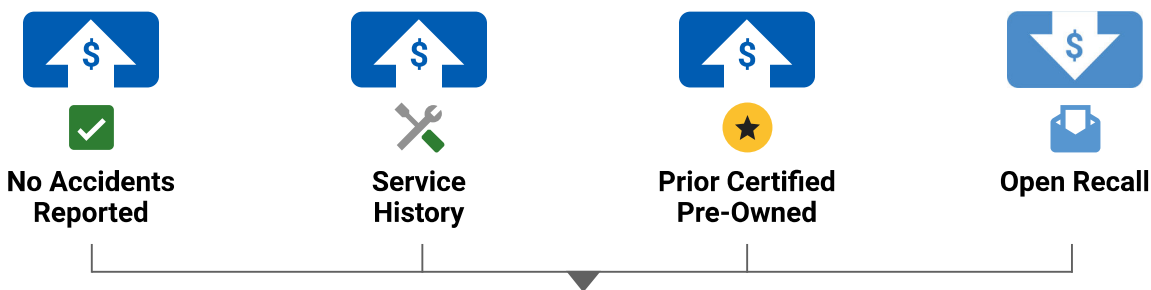 $
$
$
$
No Accidents
Reported
Service
History
Prior Certified
Pre-Owned
Open Recall